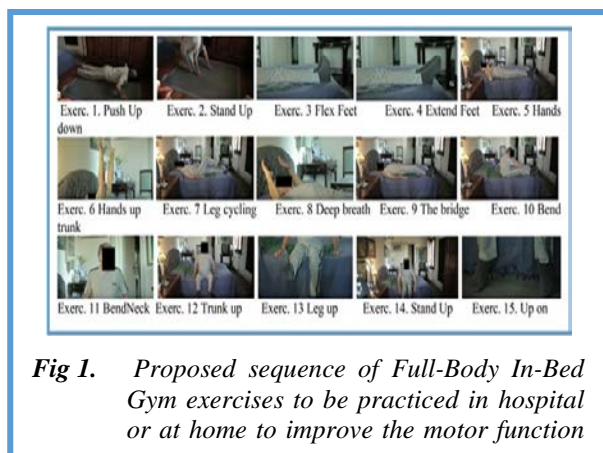 Exerc. 1. Push Up Exerc. 2. Stand Up Exerc. 3 Flex Feet Exerc. 4 Extend Feet Exerc. 5 Hands
down
Exerc. 6 Hands up Exerc. 7 Leg cycling Exerc. 8 Deep breath Exerc. 9 The bridge Exerc. 10 Bend
trunk
Exerc. 11 BendNeck Exerc. 12 Trunk up Exerc. 13 Leg up Exerc. 14. Stand Up Exerc. 15. Up on
Fig 1. Proposed sequence of Full-Body In-Bed
Gym exercises to be practiced in hospital
or at home to improve the motor function